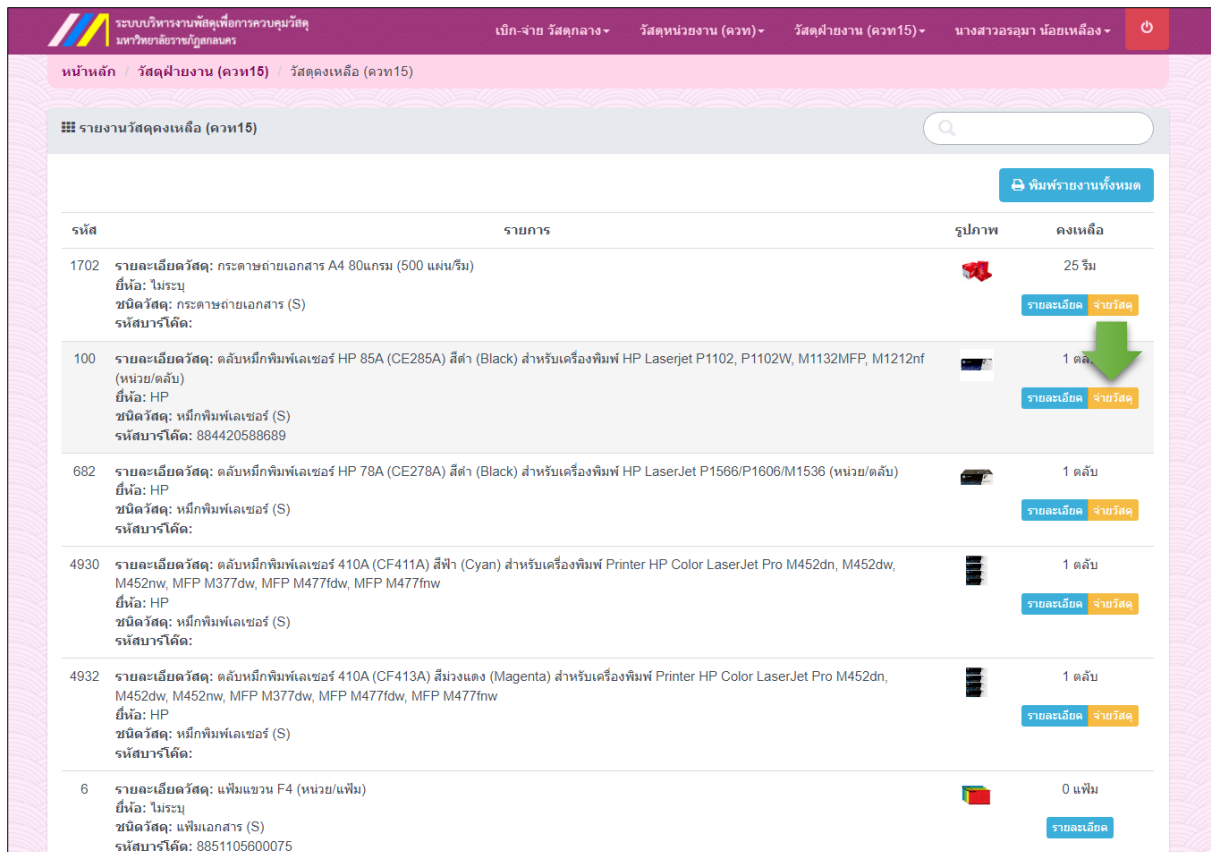 ระบบบริหารงานพัสดุเพื่อการควบคุมวัสดุ
มหาวิทยาลัยราชภัฏสกลนคร
เบิก-จ่าย วัสดุกลาง
วัสดุหน่วยงาน (ควท)
วัสดุฝ่ายงาน (ควท15)
นางสาวอรอุมา น้อยเหลือง
หน้าหลัก / วัสดุฝ่ายงาน (ควท15) / วัสดุคงเหลือ (ควท15)
รายงานวัสดุคงเหลือ (ควท15)
พิมพ์รายงานทั้งหมด
รหัส รายการ รูปภาพ คงเหลือ
1702 รายละเอียดวัสดุ: กระดาษถ่ายเอกสาร A4 80แกรม (500 แผ่น/รีม) 25 รีม
ยี่ห้อ: ไม่ระบุ
ชนิดวัสดุ: กระดาษถ่ายเอกสาร (S)
รายละเอียด จ่ายวัสดุ
รหัสบาร์โค๊ด:
100 รายละเอียดวัสดุ: ตลับหมึกพิมพ์เลเซอร์ HP 85A (CE285A) สีดำ (Black) สำหรับเครื่องพิมพ์ HP Laserjet P1102, P1102W, M1132MFP, M1212nf 1
(หน่วย/ตลับ)
ยี่ห้อ: HP
รายละเอียด จ่ายวัสดุ
ชนิดวัสดุ: หมึกพิมพ์เลเซอร์ (S)
รหัสบาร์โค๊ด: 884420588689
682 รายละเอียดวัสดุ: ตลับหมึกพิมพ์เลเซอร์ HP 78A (CE278A) สีดำ (Black) สำหรับเครื่องพิมพ์ HP LaserJet P1566/P1606/M1536 (หน่วย/ตลับ) 1 ตลับ
ยี่ห้อ: HP
ชนิดวัสดุ: หมึกพิมพ์เลเซอร์ (S)
รายละเอียด จ่ายวัสดุ
รหัสบาร์โค๊ด:
4930 รายละเอียดวัสดุ: ตลับหมึกพิมพ์เลเซอร์ 410A (CF411A) สีฟ้า (Cyan) สำหรับเครื่องพิมพ์ Printer HP Color LaserJet Pro M452dn, M452dw, 1 ตลับ
M452nw, MFP M377dw, MFP M477fdw, MFP M477fnw
ยี่ห้อ: HP
รายละเอียด จ่ายวัสดุ
ชนิดวัสดุ: หมึกพิมพ์เลเซอร์ (S)
รหัสบาร์โค๊ด:
4932 รายละเอียดวัสดุ: ตลับหมึกพิมพ์เลเซอร์ 410A (CF413A) สีม่วงแดง (Magenta) สำหรับเครื่องพิมพ์ Printer HP Color LaserJet Pro M452dn, 1 ตลับ
M452dw, M452nw, MFP M377dw, MFP M477fdw, MFP M477fnw
ยี่ห้อ: HP
รายละเอียด จ่ายวัสดุ
ชนิดวัสดุ: หมึกพิมพ์เลเซอร์ (S)
รหัสบาร์โค๊ด:
6 รายละเอียดวัสดุ: แฟ้มแขวน F4 (หน่วย/แฟ้ม) 0 แฟ้ม
ยี่ห้อ: ไม่ระบุ
ชนิดวัสดุ: แฟ้มเอกสาร (S)
รายละเอียด
รหัสบาร์โค๊ด: 8851105600075